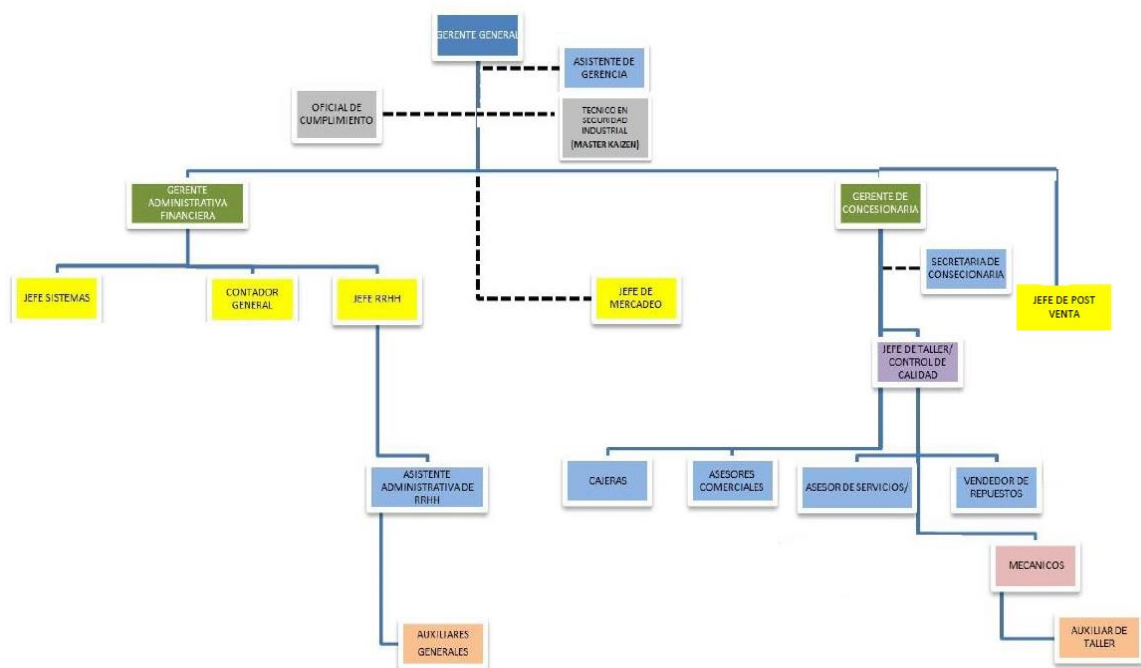 GERENTE GENERAL
ASISTENTE DE
GERENCIA
OFICIAL DE
CUMPLIMIENTO
TECNICO EN
SEGURIDAD
INDUSTRIAL
(MASTER KAIZEN)
GERENTE
ADMINISTRATIVA
FINANCIERA
GERENTE DE
CONCESIONARIA
SECRETARIA DE
CONSECIONARIA
JEFE SISTEMAS
CONTADOR
GENERAL
JEFE RRHH
JEFE DE
MERCADEO
JEFE DE POST
VENTA
JEFE DE TALLER/
CONTROL DE
CALIDAD
ASISTENTE
ADMINISTRATIVA DE
RRHH
CAJERAS
ASESORES
COMERCIALES
ASESOR DE SERVICIOS/
VENDEDOR DE
REPUESTOS
MECANICOS
AUXILIARES
GENERALES
AUXILIAR DE
TALLER